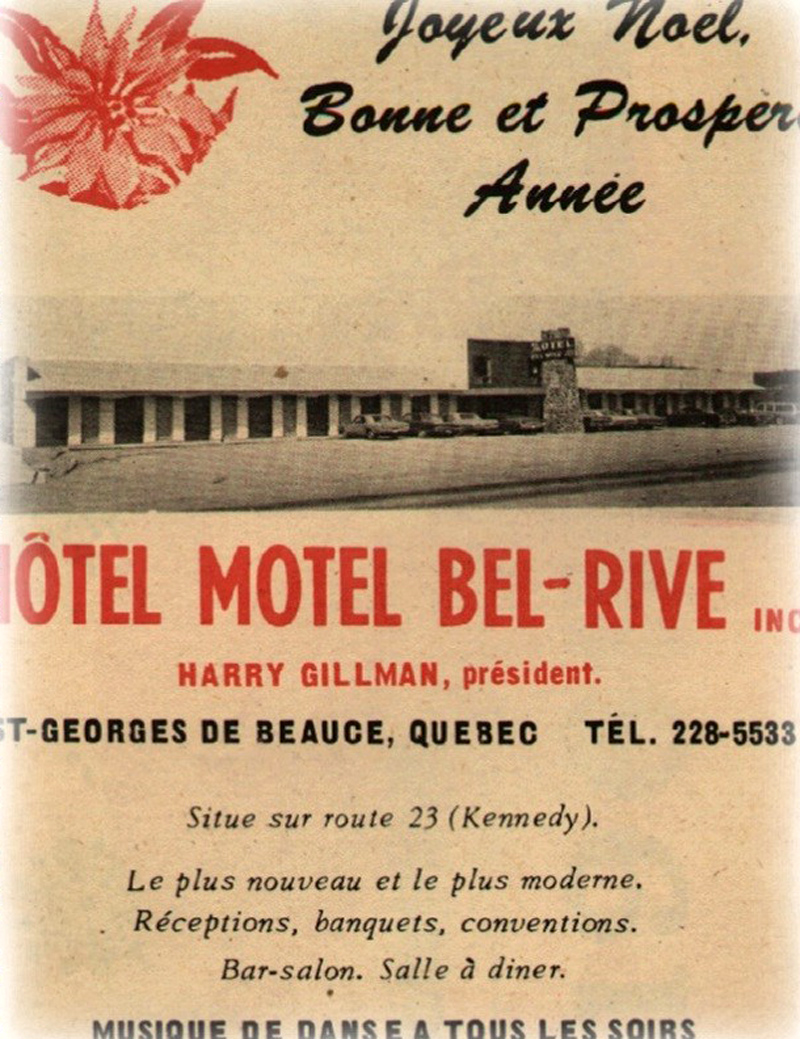 Joyeux Noël,
Bonne et Prospère
Année
MOTEL
HÔTEL MOTEL BEL-RIVE INC
HARRY GILLMAN, président.
ST-GEORGES DE BEAUCE, QUEBEC TÉL. 228-5533
Situe sur route 23 (Kennedy).
Le plus nouveau et le plus moderne.
Réceptions, banquets, conventions.
Bar-salon. Salle à diner.
MUSIQUE DE DANSE A TOUS LES SOIRS